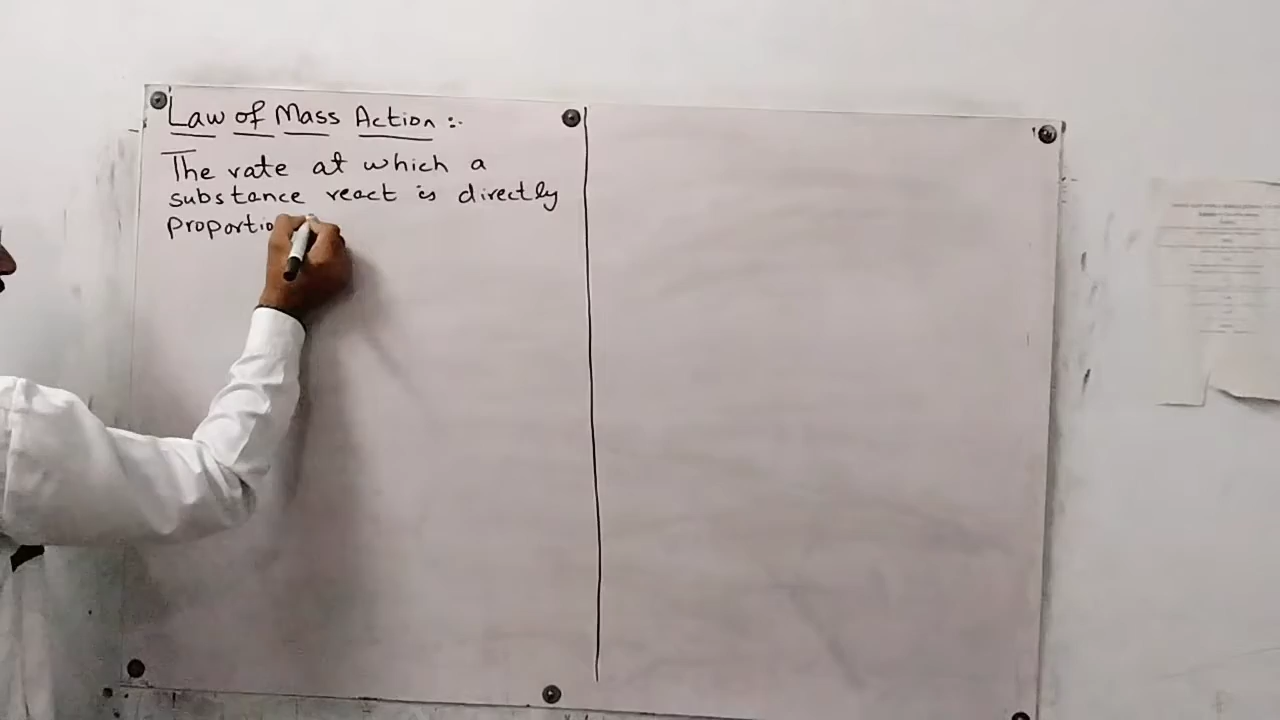 Law of Mass Action :-
The rate at which a
substance react is directly
proportio